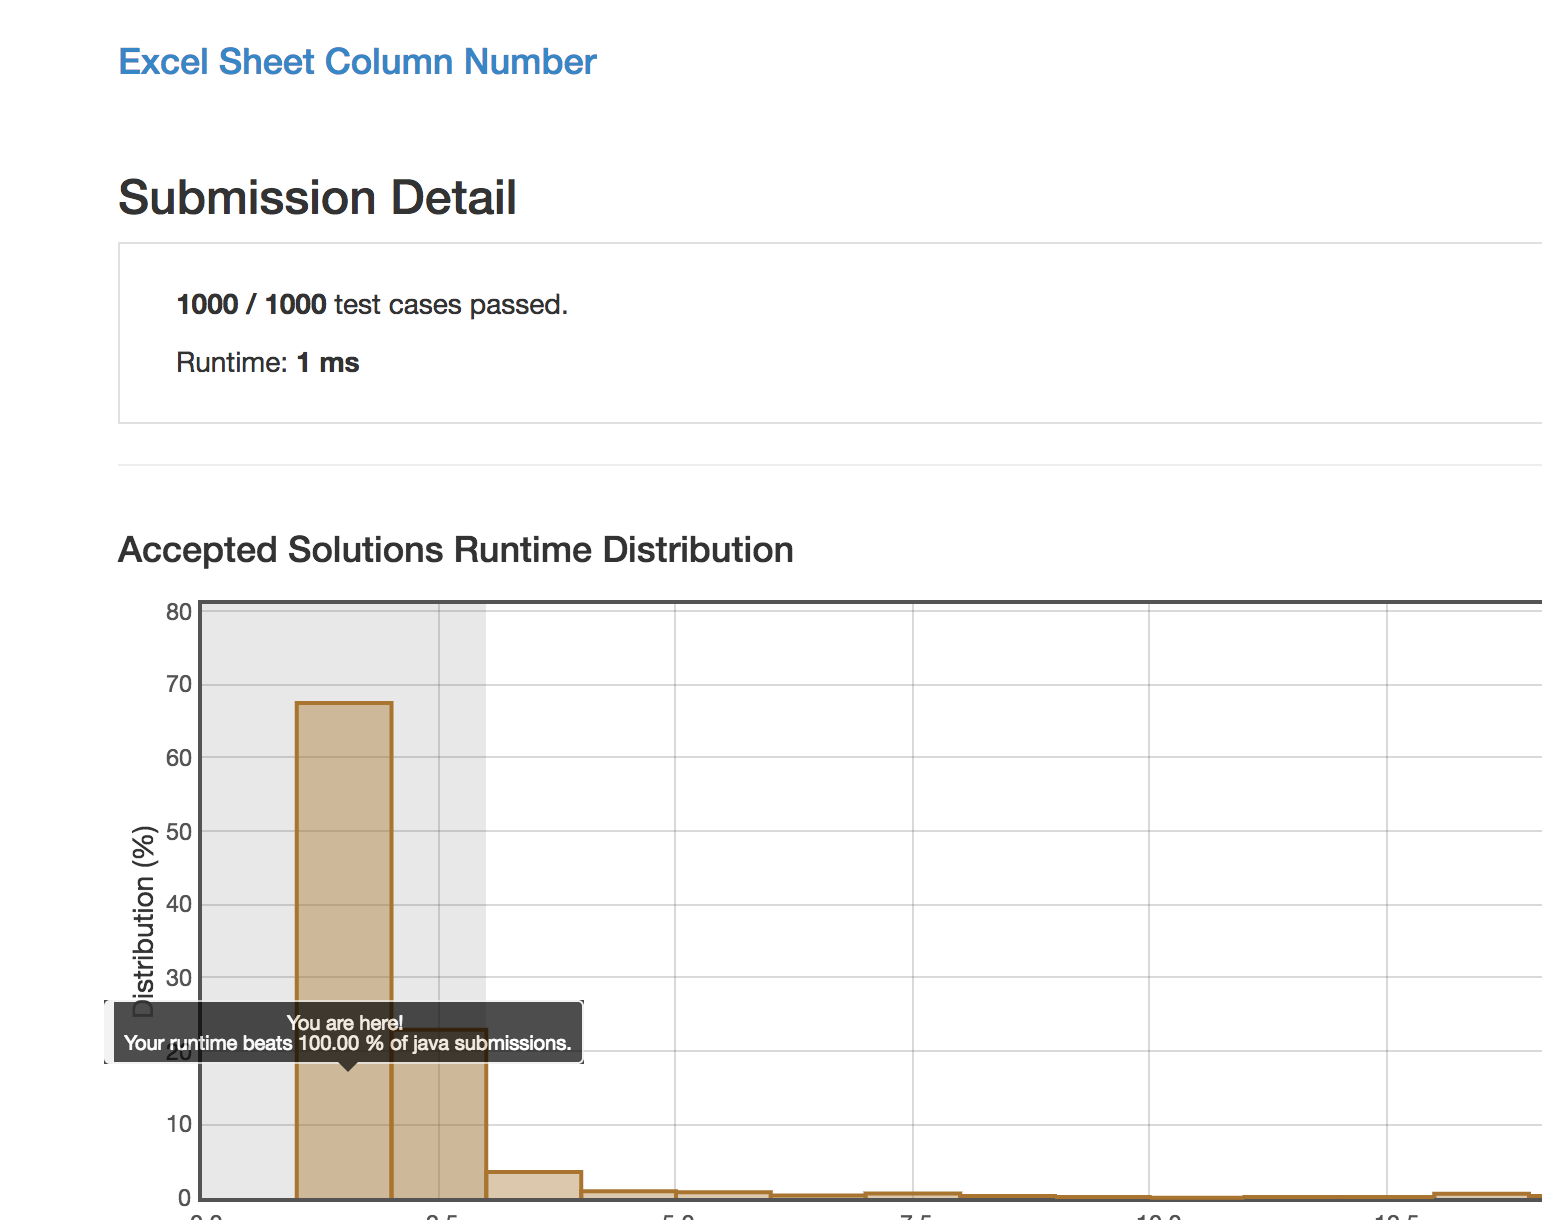 Excel Sheet Column Number
Submission Detail
1000 / 1000 test cases passed.
Runtime: 1 ms
Accepted Solutions Runtime Distribution
80
70
60
50
40
30
20
10
0
Distribution (%)
You are here!
Your runtime beats 100.00 % of java submissions.